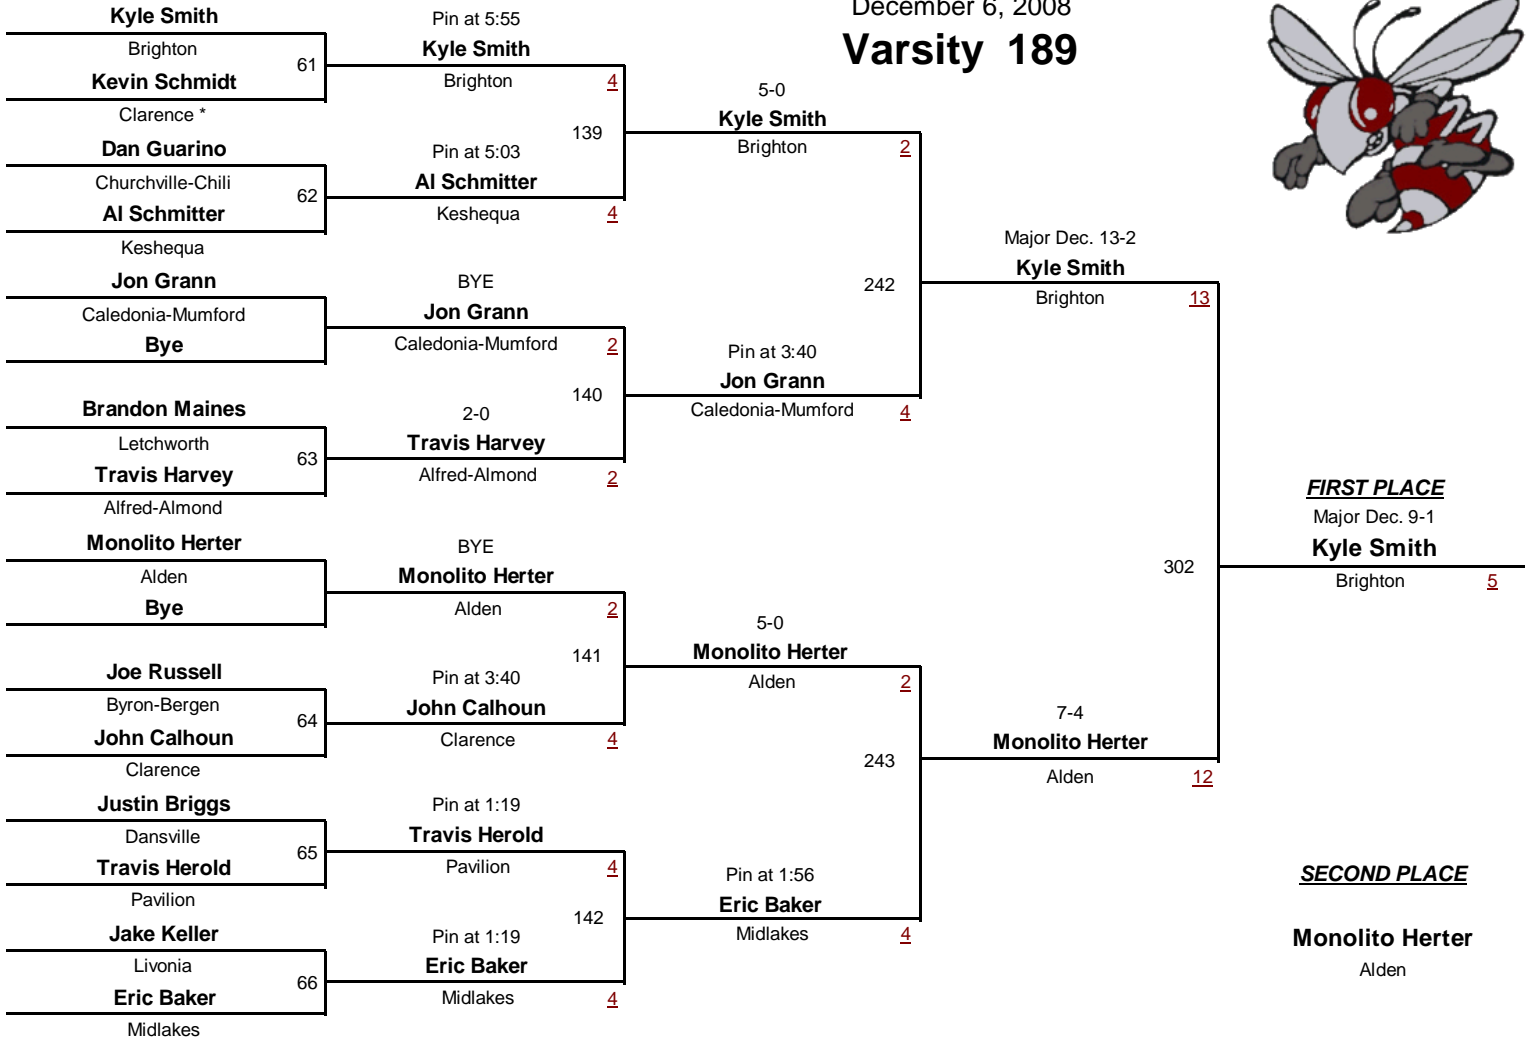 December 6, 2008
Varsity 189
Kyle Smith
Brighton
61
Kevin Schmidt
Clarence *
Dan Guarino
Churchville-Chili
62
Al Schmitter
Keshequa
Jon Grann
Caledonia-Mumford
Bye
Brandon Maines
Letchworth
63
Travis Harvey
Alfred-Almond
Monolito Herter
Alden
Bye
Joe Russell
Byron-Bergen
64
John Calhoun
Clarence
Justin Briggs
Dansville
65
Travis Herold
Pavilion
Jake Keller
Livonia
66
Eric Baker
Midlakes
Pin at 5:55
Kyle Smith
Brighton 4
139
Pin at 5:03
Al Schmitter
Keshequa 4
BYE
Jon Grann
Caledonia-Mumford 2
140
2-0
Travis Harvey
Alfred-Almond 2
BYE
Monolito Herter
Alden 2
141
Pin at 3:40
John Calhoun
Clarence 4
Pin at 1:19
Travis Herold
Pavilion 4
142
Pin at 1:19
Eric Baker
Midlakes 4
5-0
Kyle Smith
Brighton 2
242
Pin at 3:40
Jon Grann
Caledonia-Mumford 4
5-0
Monolito Herter
Alden 2
243
Pin at 1:56
Eric Baker
Midlakes 4
Major Dec. 13-2
Kyle Smith
Brighton 13
302
7-4
Monolito Herter
Alden 12
FIRST PLACE
Major Dec. 9-1
Kyle Smith
Brighton 5
SECOND PLACE
Monolito Herter
Alden